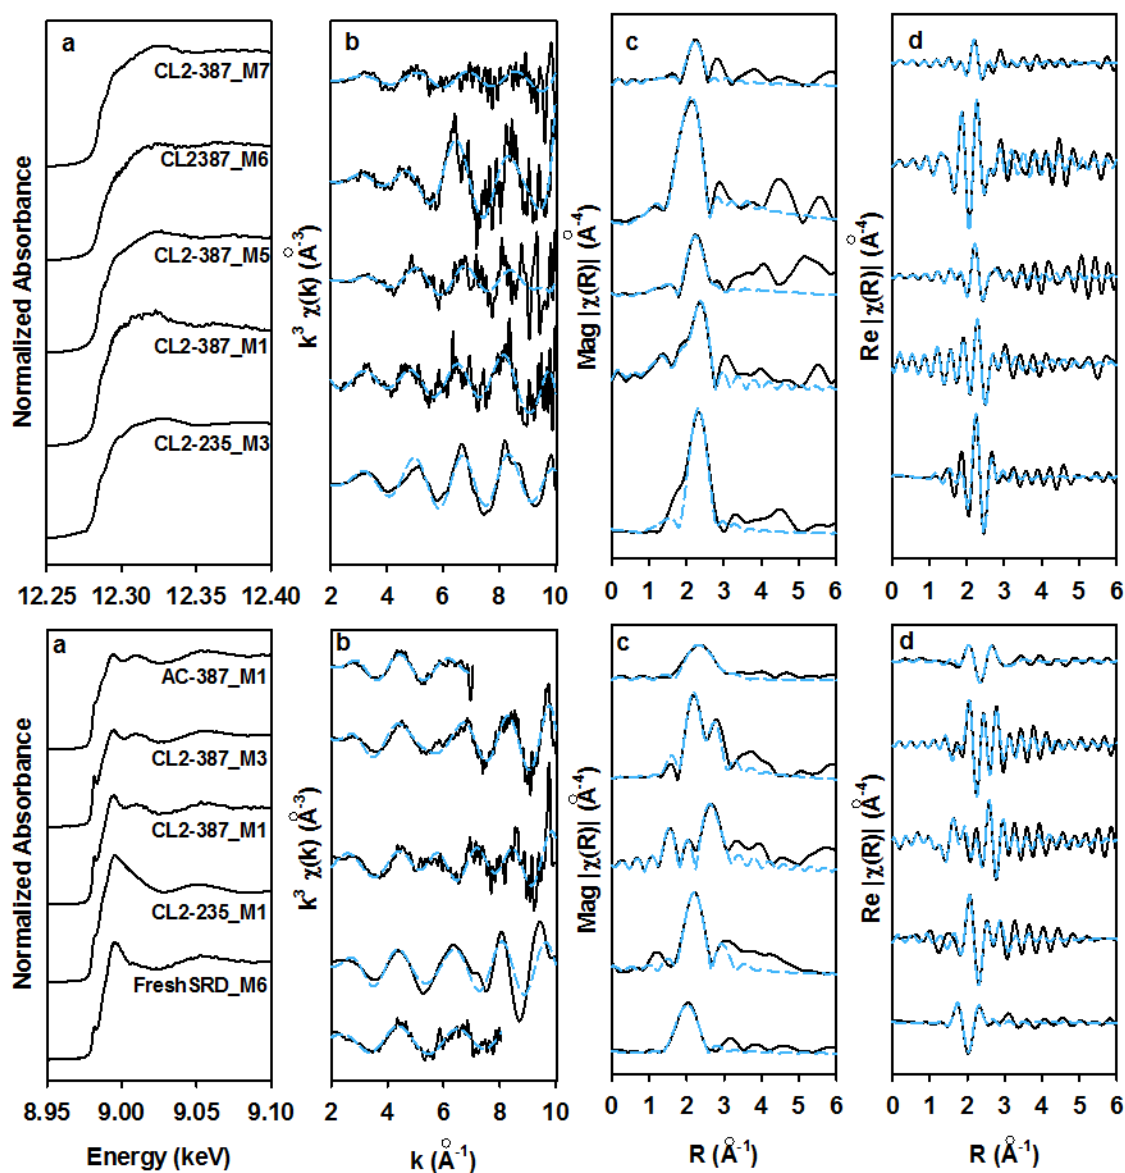 a
b
c
d
CL2-387_M7
CL2387_M6
CL2-387_M5
CL2-387_M1
CL2-235_M3
Normalized Absorbance
k³ χ(k) (Å⁻³)
Mag |χ(R)| (Å⁻⁴)
Re |χ(R)| (Å⁻⁴)
12.25 12.30 12.35 12.40
2 4 6 8 10
0 1 2 3 4 5 6
0 1 2 3 4 5 6
a
b
c
d
AC-387_M1
CL2-387_M3
CL2-387_M1
CL2-235_M1
FreshSRD_M6
Normalized Absorbance
k³ χ(k) (Å⁻³)
Mag |χ(R)| (Å⁻⁴)
Re |χ(R)| (Å⁻⁴)
8.95 9.00 9.05 9.10
2 4 6 8 10
0 1 2 3 4 5 6
0 1 2 3 4 5 6
Energy (keV)
k (Å⁻¹)
R (Å⁻¹)
R (Å⁻¹)